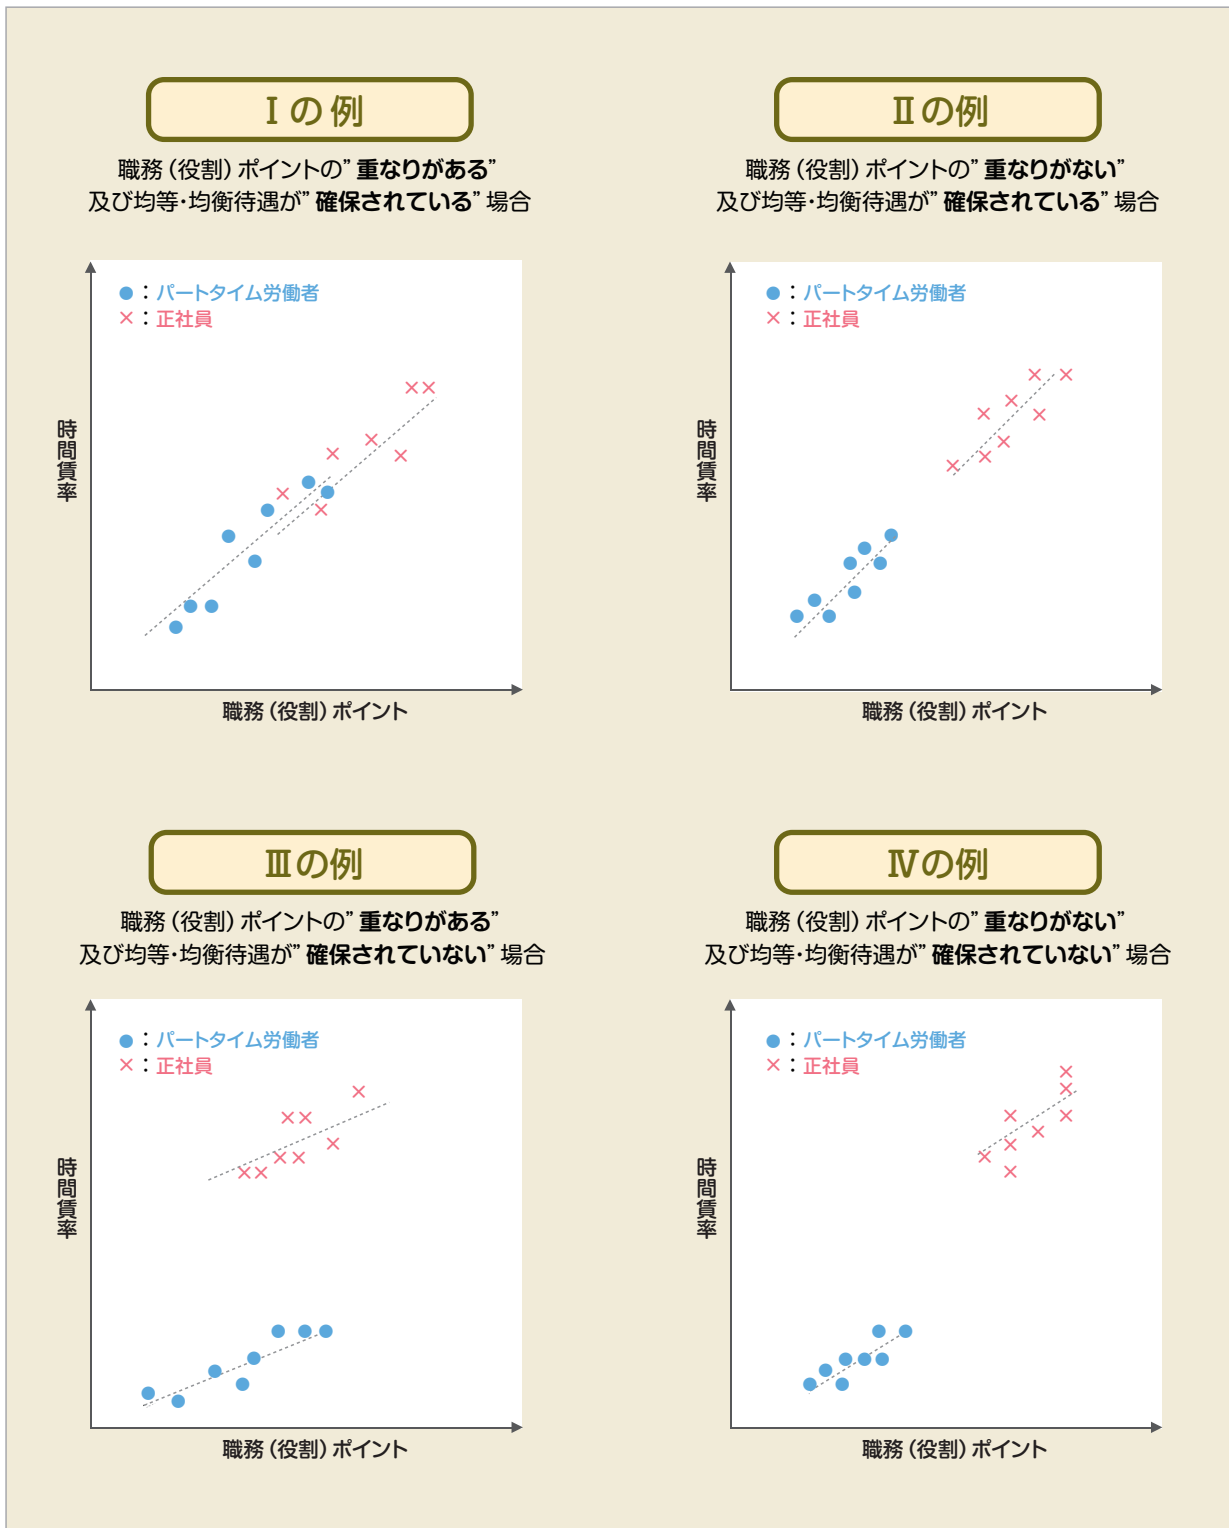 Ⅰの例
職務（役割）ポイントの”重なりがある”
及び均等・均衡待遇が”確保されている”場合
●：パートタイム労働者
×：正社員
時間賃率
職務（役割）ポイント
Ⅱの例
職務（役割）ポイントの”重なりがない”
及び均等・均衡待遇が”確保されている”場合
●：パートタイム労働者
×：正社員
時間賃率
職務（役割）ポイント
Ⅲの例
職務（役割）ポイントの”重なりがある”
及び均等・均衡待遇が”確保されていない”場合
●：パートタイム労働者
×：正社員
時間賃率
職務（役割）ポイント
Ⅳの例
職務（役割）ポイントの”重なりがない”
及び均等・均衡待遇が”確保されていない”場合
●：パートタイム労働者
×：正社員
時間賃率
職務（役割）ポイント